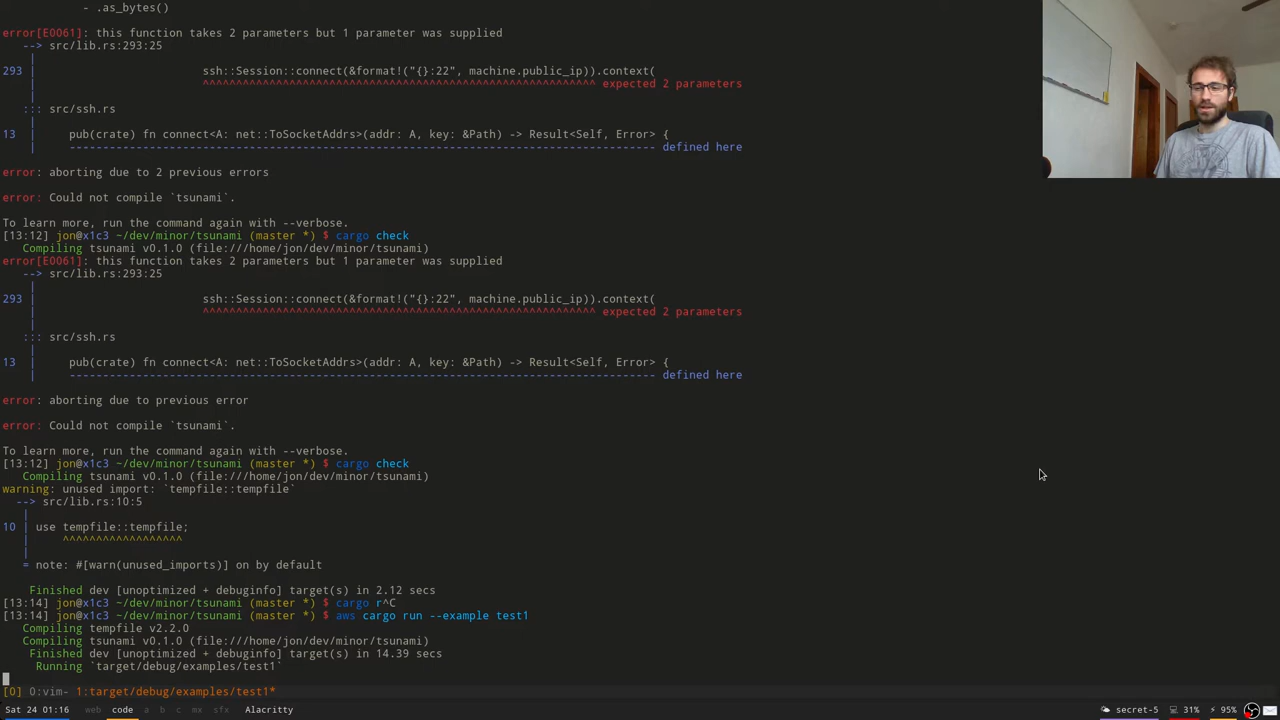 - .as_bytes()
error[E0061]: this function takes 2 parameters but 1 parameter was supplied
--> src/lib.rs:293:25
|
293 | ssh::Session::connect(&format!("{}:22", machine.public_ip)).context(
| ^^^^^^^^^^^^^^^^^^^^^^^^^^^^^^^^^^^^^^^^^^^^^^^^^^^^^^^^^^^ expected 2 parameters
|
::: src/ssh.rs
|
13 | pub(crate) fn connect<A: net::ToSocketAddrs>(addr: A, key: &Path) -> Result<Self, Error> {
| ---------------------------------------------------------------------------------------- defined here
error: aborting due to 2 previous errors
error: Could not compile `tsunami`.
To learn more, run the command again with --verbose.
[13:12] jon@x1c3 ~/dev/minor/tsunami (master *) $ cargo check
Compiling tsunami v0.1.0 (file:///home/jon/dev/minor/tsunami)
error[E0061]: this function takes 2 parameters but 1 parameter was supplied
--> src/lib.rs:293:25
|
293 | ssh::Session::connect(&format!("{}:22", machine.public_ip)).context(
| ^^^^^^^^^^^^^^^^^^^^^^^^^^^^^^^^^^^^^^^^^^^^^^^^^^^^^^^^^^^ expected 2 parameters
|
::: src/ssh.rs
|
13 | pub(crate) fn connect<A: net::ToSocketAddrs>(addr: A, key: &Path) -> Result<Self, Error> {
| ---------------------------------------------------------------------------------------- defined here
error: aborting due to previous error
error: Could not compile `tsunami`.
To learn more, run the command again with --verbose.
[13:12] jon@x1c3 ~/dev/minor/tsunami (master *) $ cargo check
Compiling tsunami v0.1.0 (file:///home/jon/dev/minor/tsunami)
warning: unused import: `tempfile::tempfile`
--> src/lib.rs:10:5
|
10 | use tempfile::tempfile;
| ^^^^^^^^^^^^^^^^^^
|
= note: #[warn(unused_imports)] on by default
Finished dev [unoptimized + debuginfo] target(s) in 2.12 secs
[13:14] jon@x1c3 ~/dev/minor/tsunami (master *) $ cargo r^C
[13:14] jon@x1c3 ~/dev/minor/tsunami (master *) $ aws cargo run --example test1
Compiling tempfile v2.2.0
Compiling tsunami v0.1.0 (file:///home/jon/dev/minor/tsunami)
Finished dev [unoptimized + debuginfo] target(s) in 14.39 secs
Running `target/debug/examples/test1`
[0] 0:vim- 1:target/debug/examples/test1*
Sat 24 01:16 web code a b c mx sfx Alacritty secret-5 31% 95%